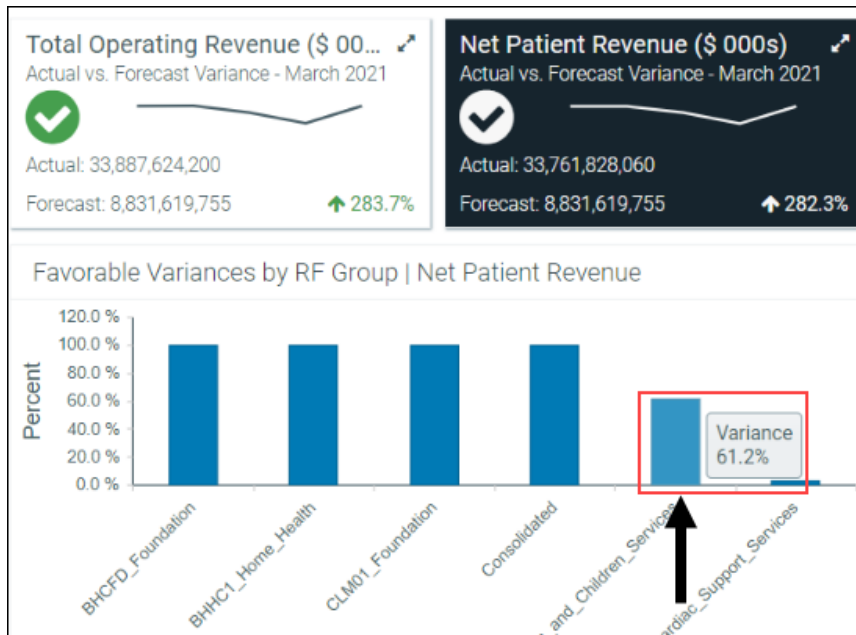 Total Operating Revenue ($ 00...
Actual vs. Forecast Variance - March 2021
Actual: 33,887,624,200
Forecast: 8,831,619,755
283.7%
Net Patient Revenue ($ 000s)
Actual vs. Forecast Variance - March 2021
Actual: 33,761,828,060
Forecast: 8,831,619,755
282.3%
Favorable Variances by RF Group | Net Patient Revenue
Percent
120.0 %
100.0 %
80.0 %
60.0 %
40.0 %
20.0 %
0.0 %
Variance
61.2%
BHCFD_Foundation
BHHC1_Home_Health
CLM01_Foundation
Consolidated
_and_Children_Services
ardiac_Support_Services